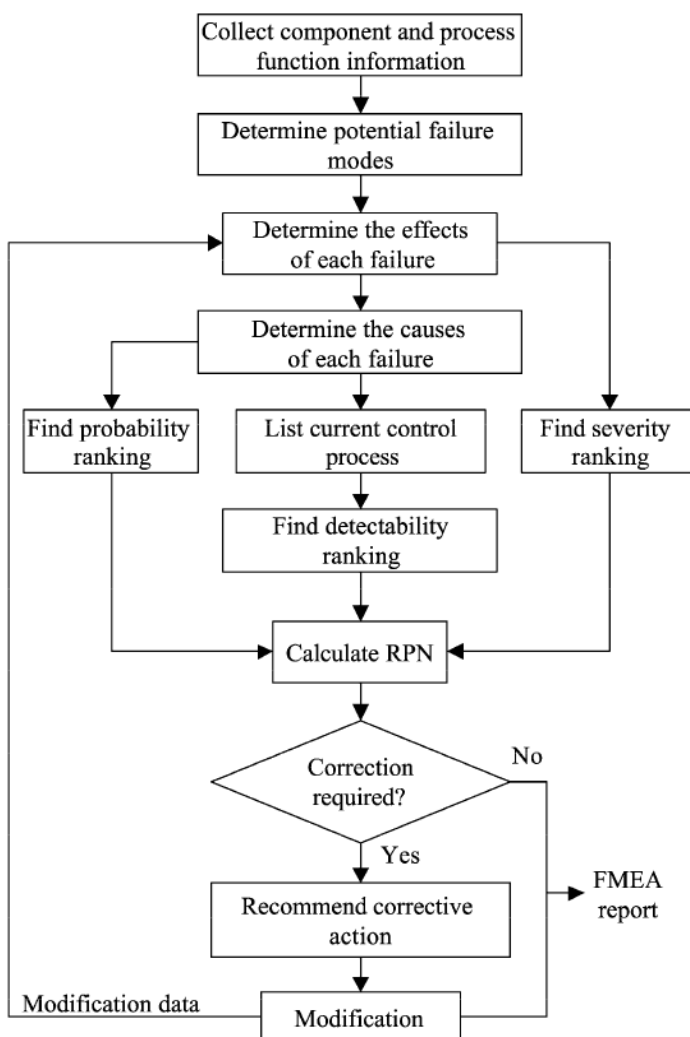 Collect component and process
function information
Determine potential failure
modes
Determine the effects
of each failure
Determine the causes
of each failure
Find probability
ranking
List current control
process
Find severity
ranking
Find detectability
ranking
Calculate RPN
Correction
required?
No
Yes
FMEA
report
Recommend corrective
action
Modification data
Modification